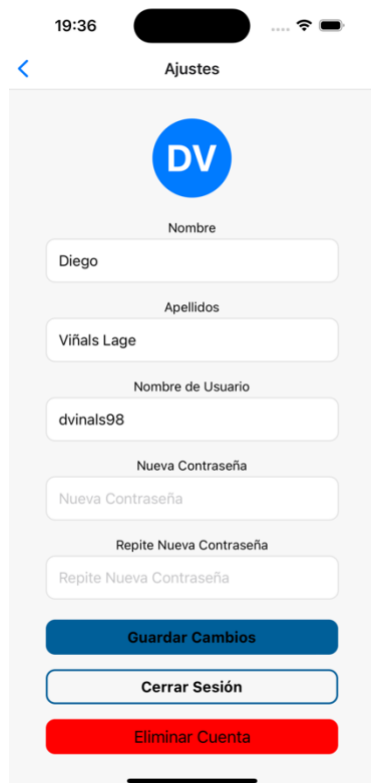 19:36
Ajustes
DV
Nombre
Diego
Apellidos
Viñals Lage
Nombre de Usuario
dvinals98
Nueva Contraseña
Nueva Contraseña
Repite Nueva Contraseña
Repite Nueva Contraseña
Guardar Cambios
Cerrar Sesión
Eliminar Cuenta